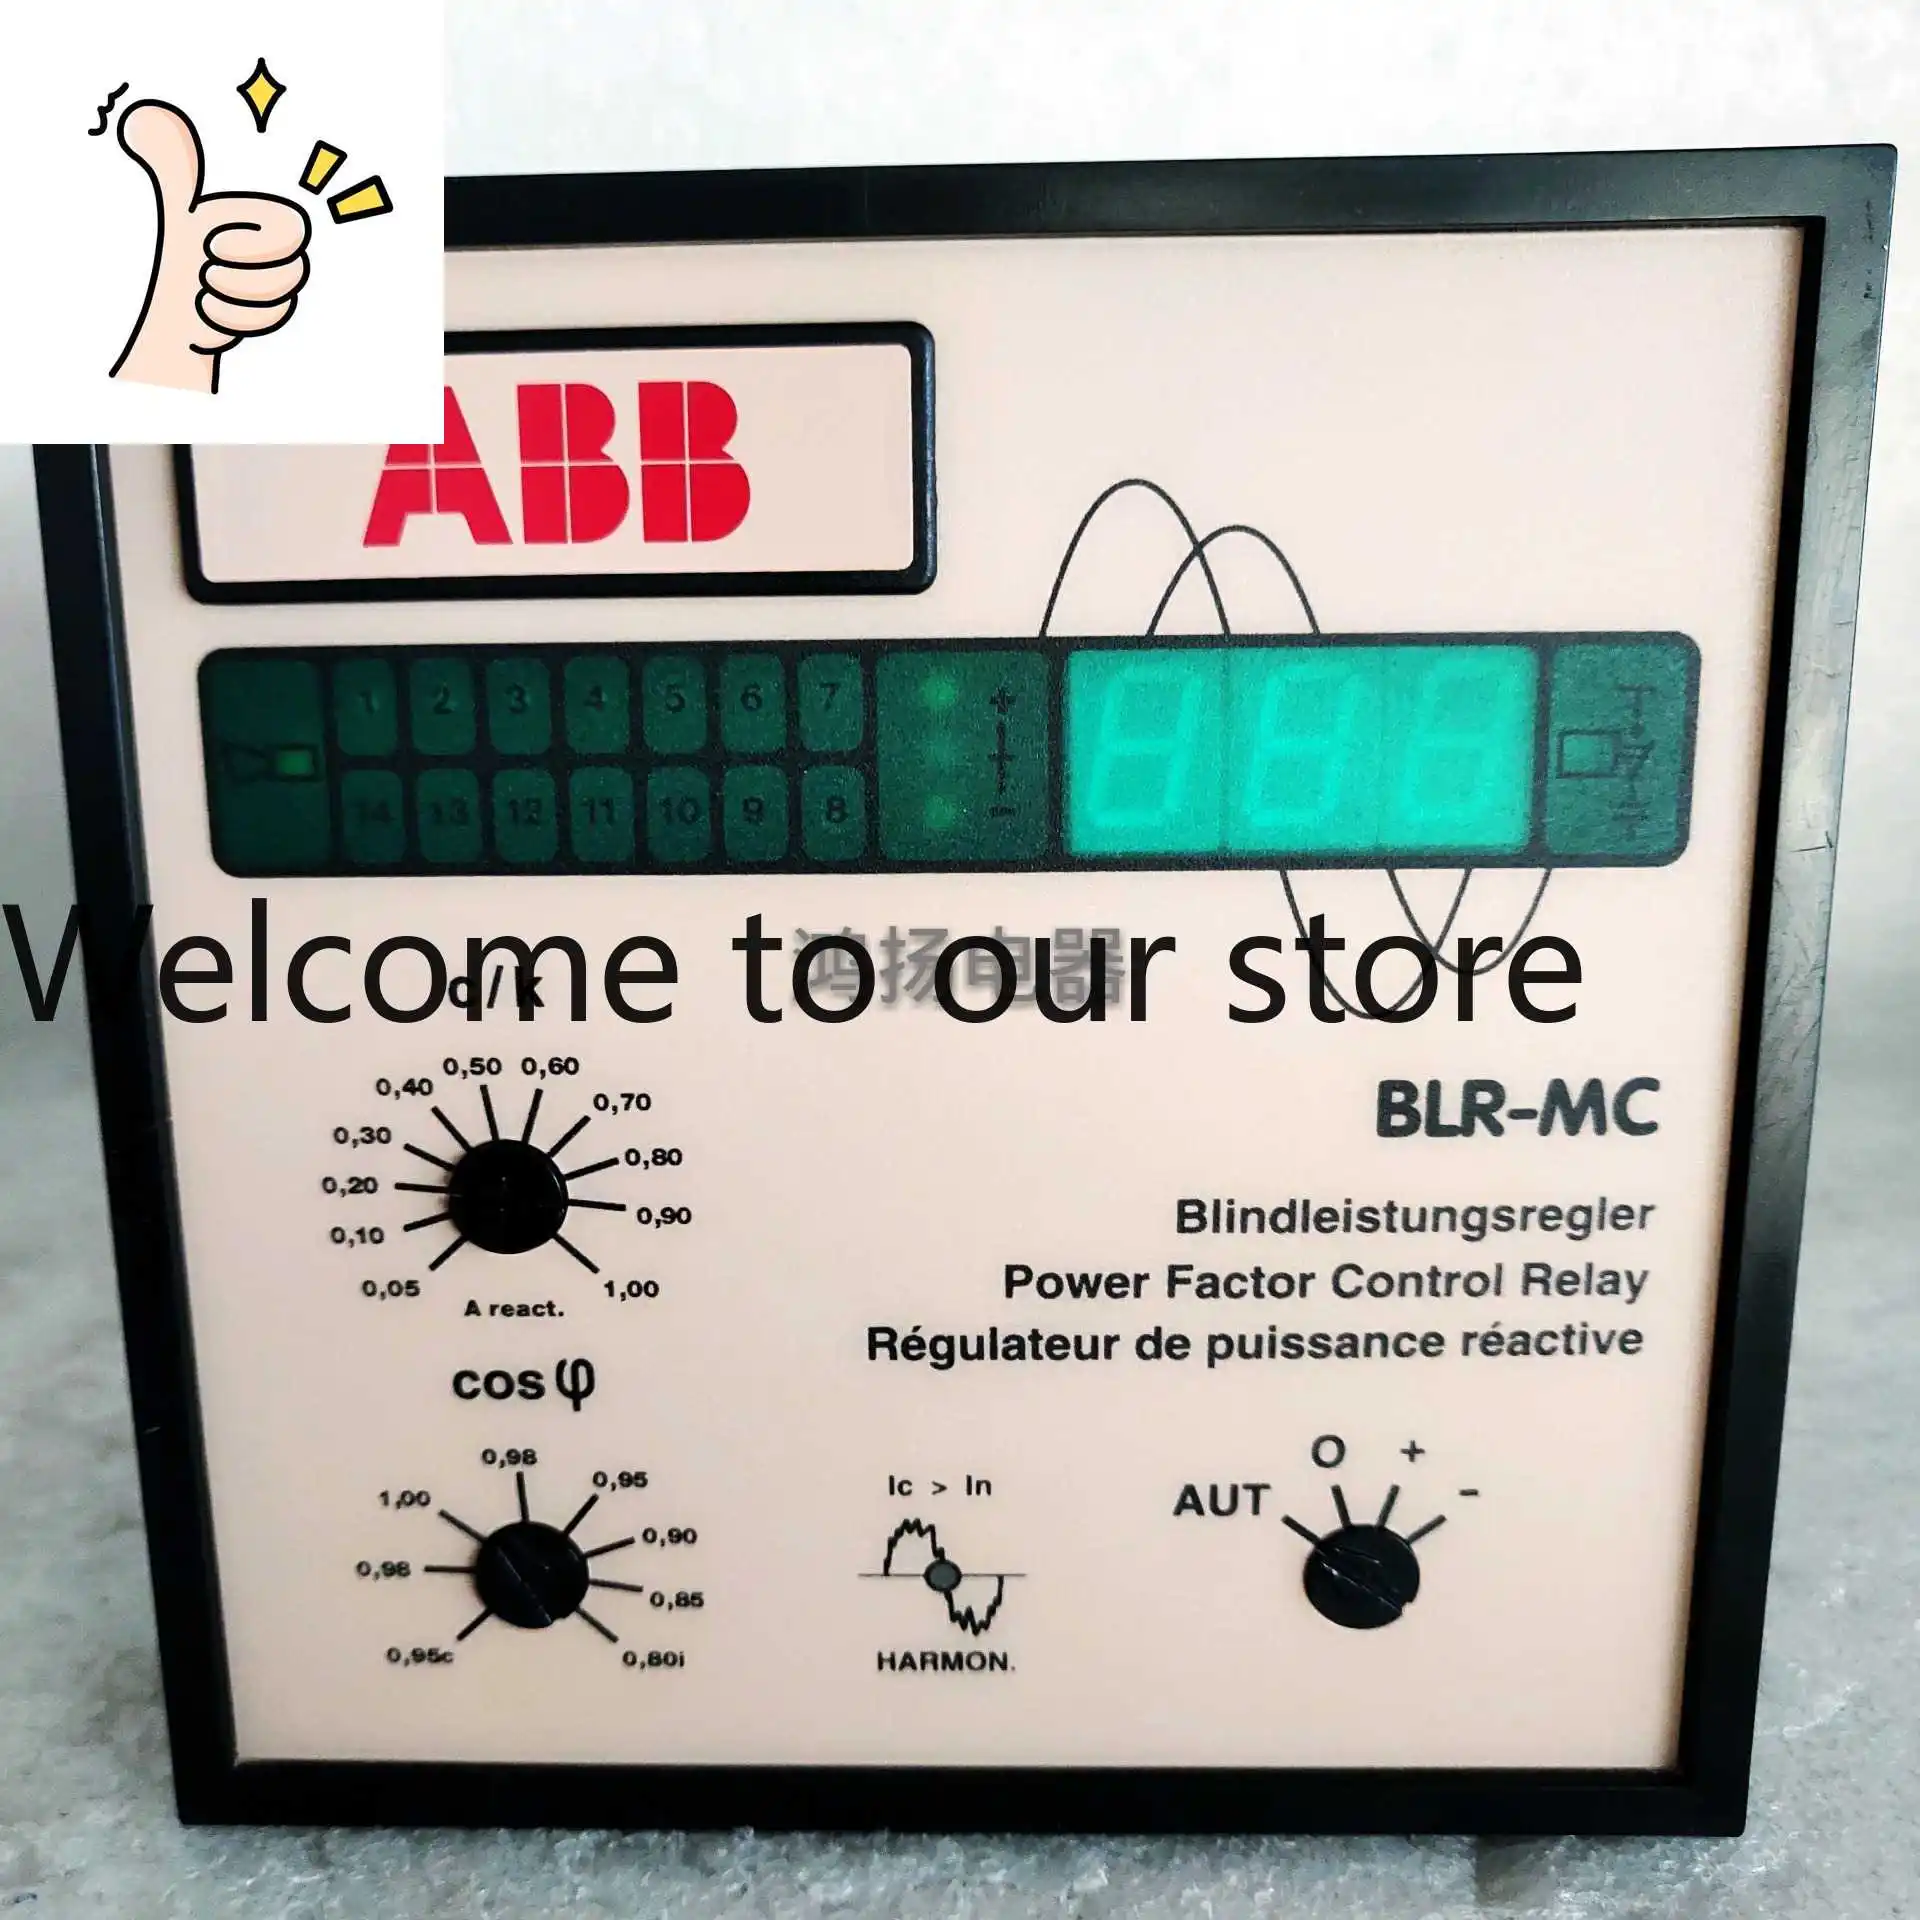 ABB
1 2 3 4 5 6 7 +
14 13 12 11 10 9 8 -
Welcome to our store
鸿扬电器
c/k
0,50 0,60
0,40 0,70
0,30 0,80
0,20 0,90
0,10
0,05 1,00
A react.
BLR-MC
Blindleistungsregler
Power Factor Control Relay
Régulateur de puissance réactive
cos φ
0,98
1,00 0,95
0,98 0,90
0,85
0,95c 0,80i
Ic > In
HARMON.
AUT O + -